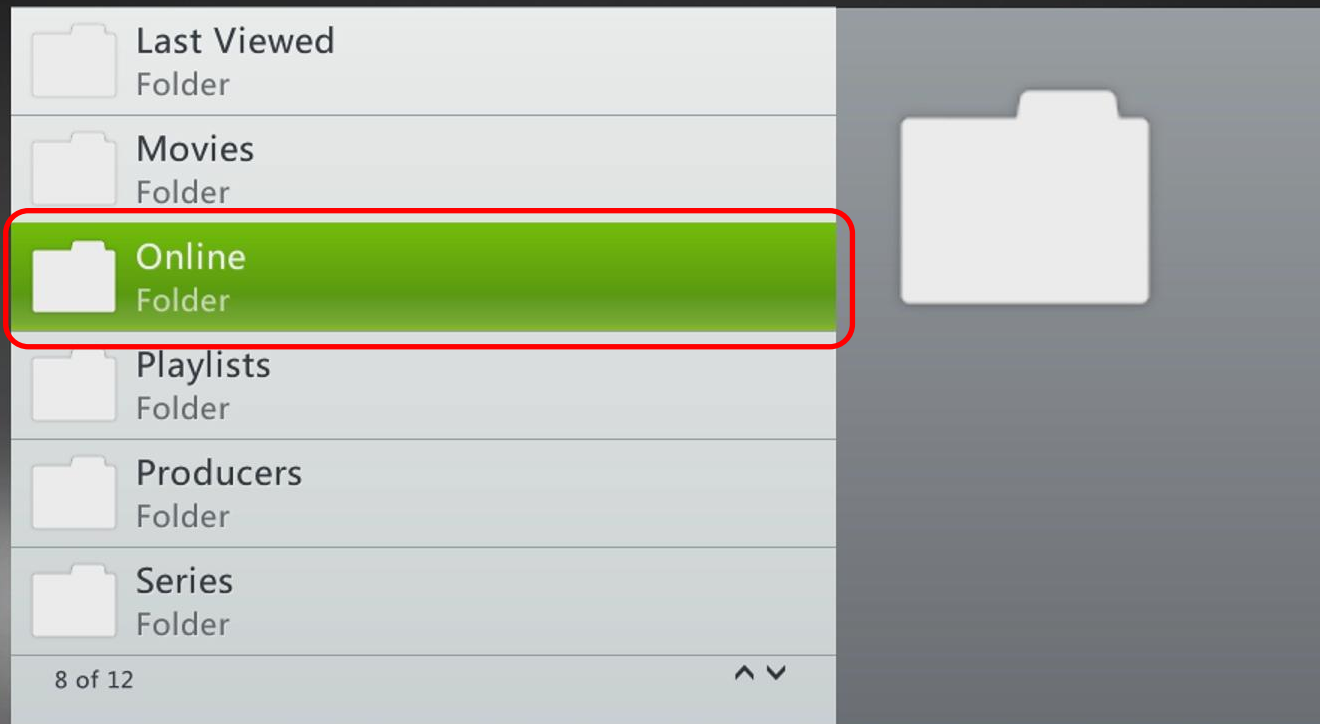 Last Viewed
Folder
Movies
Folder
Online
Folder
Playlists
Folder
Producers
Folder
Series
Folder
8 of 12